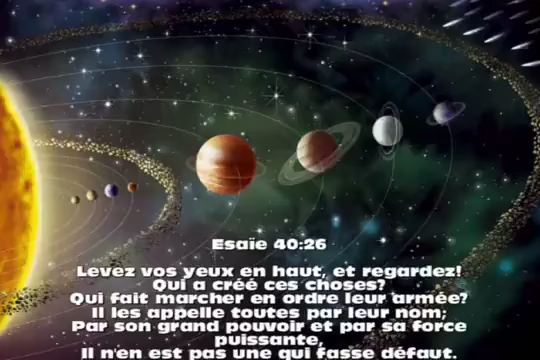 Esaïe 40:26
Levez vos yeux en haut, et regardez!
Qui a créé ces choses?
Qui fait marcher en ordre leur armée?
Il les appelle toutes par leur nom;
Par son grand pouvoir et par sa force
puissante,
Il n'en est pas une qui fasse défaut.